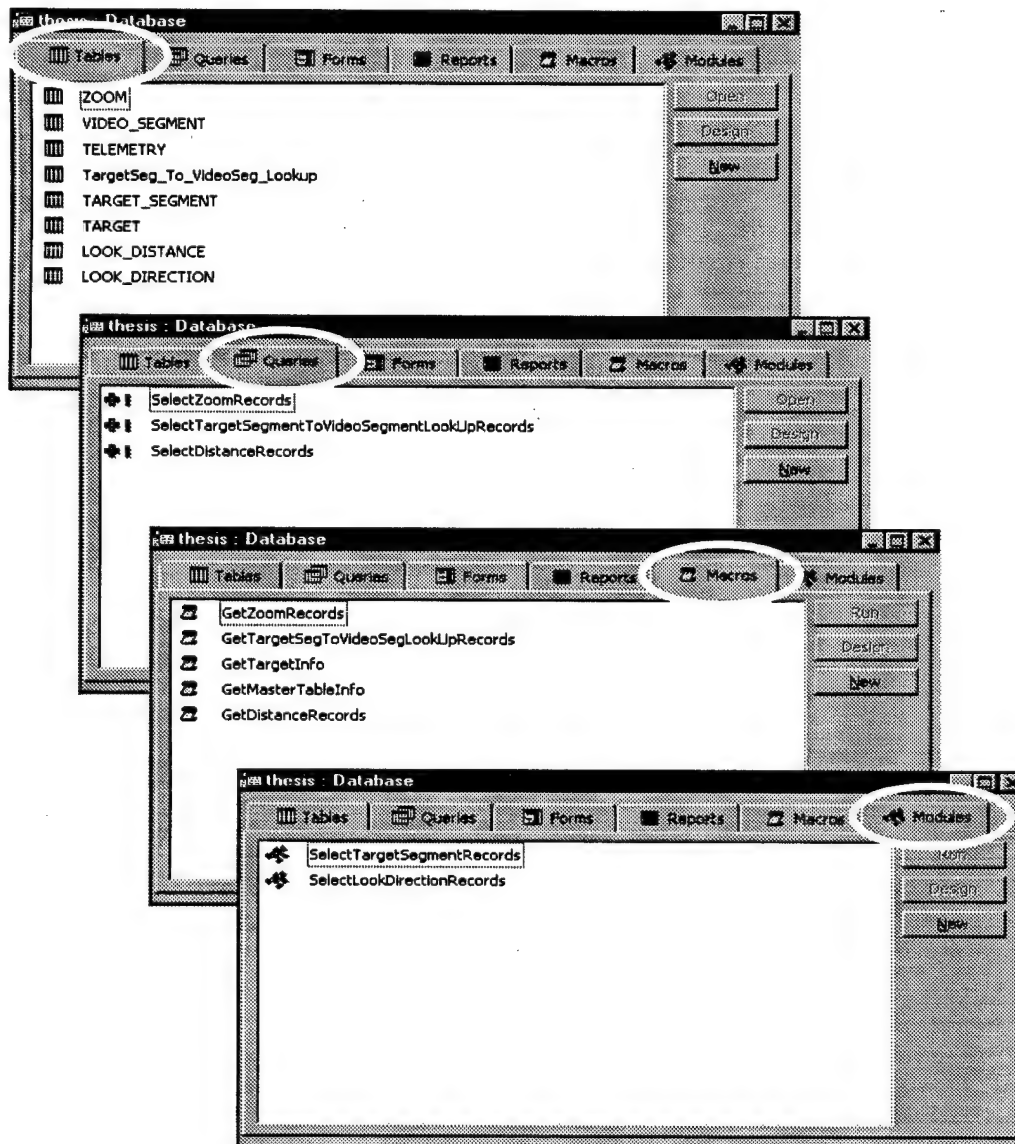 thesis : Database
Tables Queries Forms Reports Macros Modules
ZOOM
VIDEO_SEGMENT
TELEMETRY
TargetSeg_To_VideoSeg_Lookup
TARGET_SEGMENT
TARGET
LOOK_DISTANCE
LOOK_DIRECTION
Open
Design
New
thesis : Database
Tables Queries Forms Reports Macros Modules
SelectZoomRecords
SelectTargetSegmentToVideoSegmentLookUpRecords
SelectDistanceRecords
Open
Design
New
thesis : Database
Tables Queries Forms Reports Macros Modules
GetZoomRecords
GetTargetSegToVideoSegLookUpRecords
GetTargetInfo
GetMasterTableInfo
GetDistanceRecords
Run
Design
New
thesis : Database
Tables Queries Forms Reports Macros Modules
SelectTargetSegmentRecords
SelectLookDirectionRecords
Run
Design
New